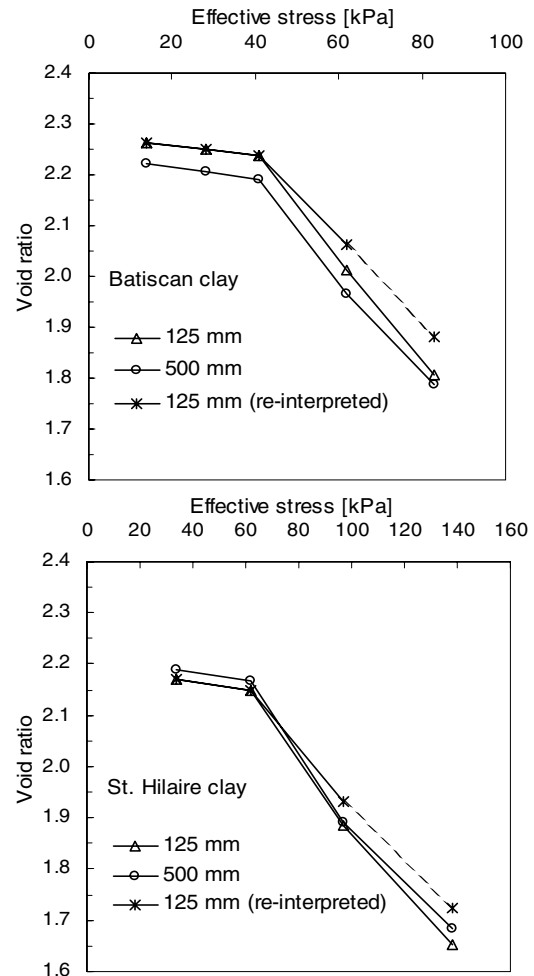 Effective stress [kPa]
0 20 40 60 80 100
2.4
2.3
2.2
2.1
2.0
1.9
1.8
1.7
1.6
Void ratio
Batiscan clay
125 mm
500 mm
125 mm (re-interpreted)
Effective stress [kPa]
0 20 40 60 80 100 120 140 160
2.4
2.3
2.2
2.1
2.0
1.9
1.8
1.7
1.6
Void ratio
St. Hilaire clay
125 mm
500 mm
125 mm (re-interpreted)